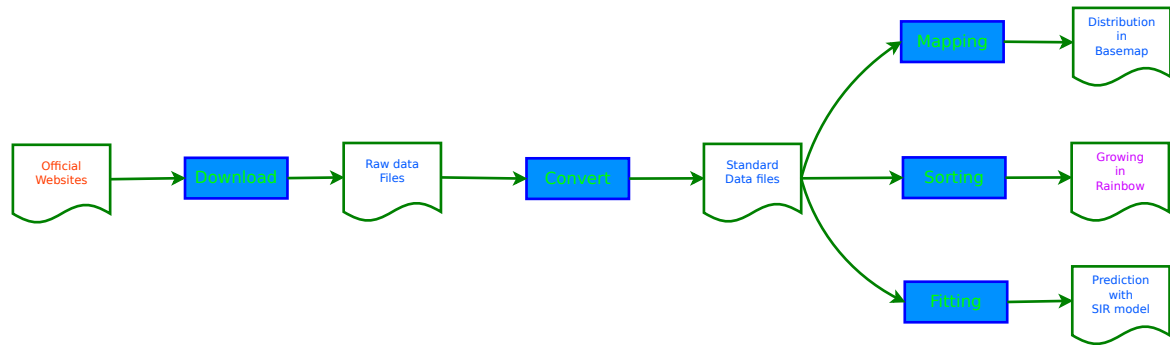 Official
Websites
Download
Raw data
Files
Convert
Standard
Data files
Mapping
Distribution
in
Basemap
Sorting
Growing
in
Rainbow
Fitting
Prediction
with
SIR model